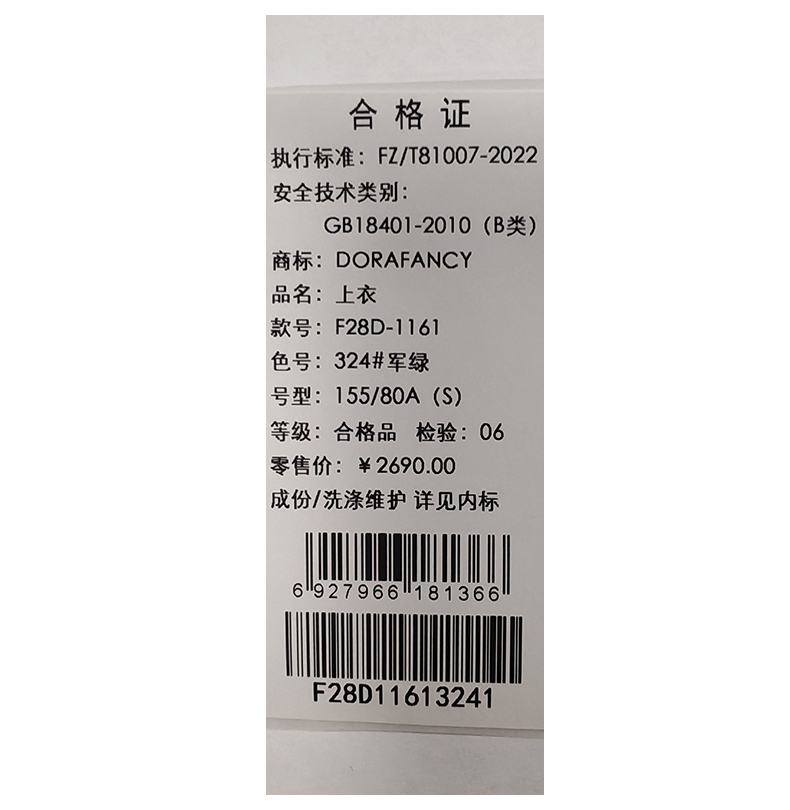 合格证
执行标准：FZ/T81007-2022
安全技术类别：
GB18401-2010（B类）
商标：DORAFANCY
品名：上衣
款号：F28D-1161
色号：324#军绿
号型：155/80A（S）
等级：合格品 检验：06
零售价：￥2690.00
成份/洗涤维护 详见内标
6 927966 181366
F28D11613241